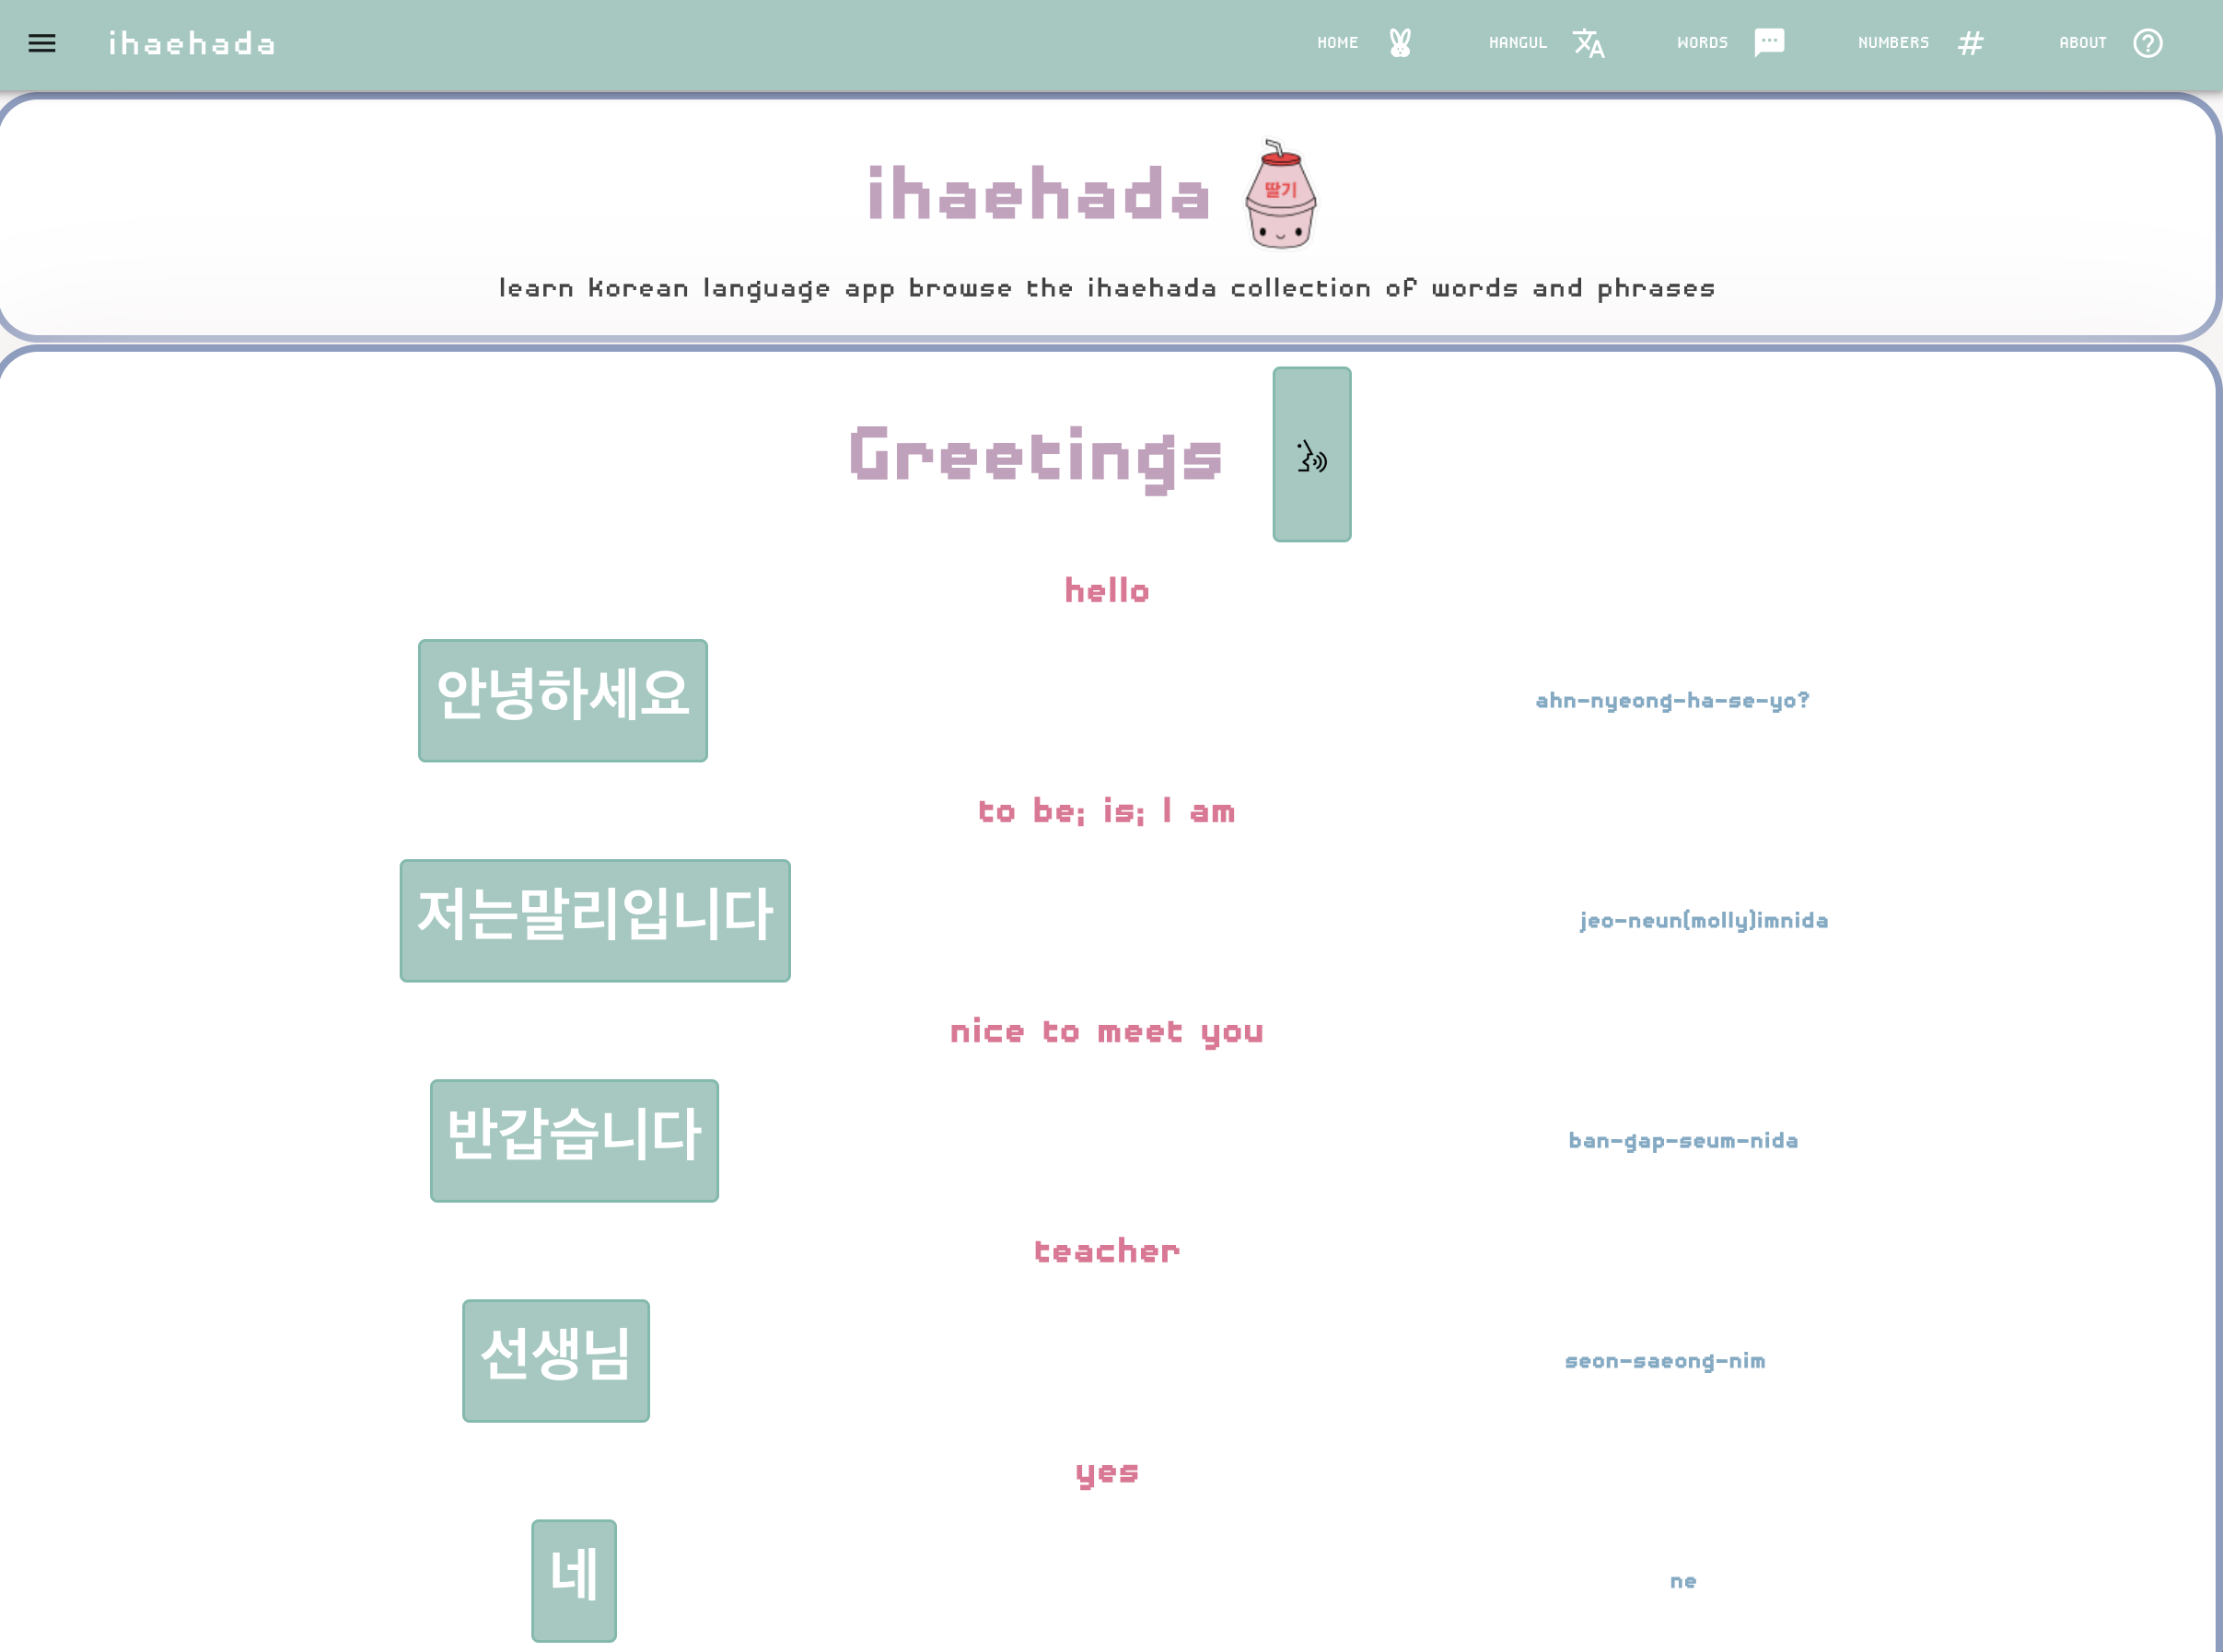 ihaehada HOME HANGUL WORDS NUMBERS # ABOUT
ihaehada
딸기
learn korean language app browse the ihaehada collection of words and phrases
Greetings
hello
안녕하세요 ahn-nyeong-ha-se-yo?
to be; is; I am
저는말리입니다 jeo-neun(molly)imnida
nice to meet you
반갑습니다 ban-gap-seum-nida
teacher
선생님 seon-saeong-nim
yes
네 ne